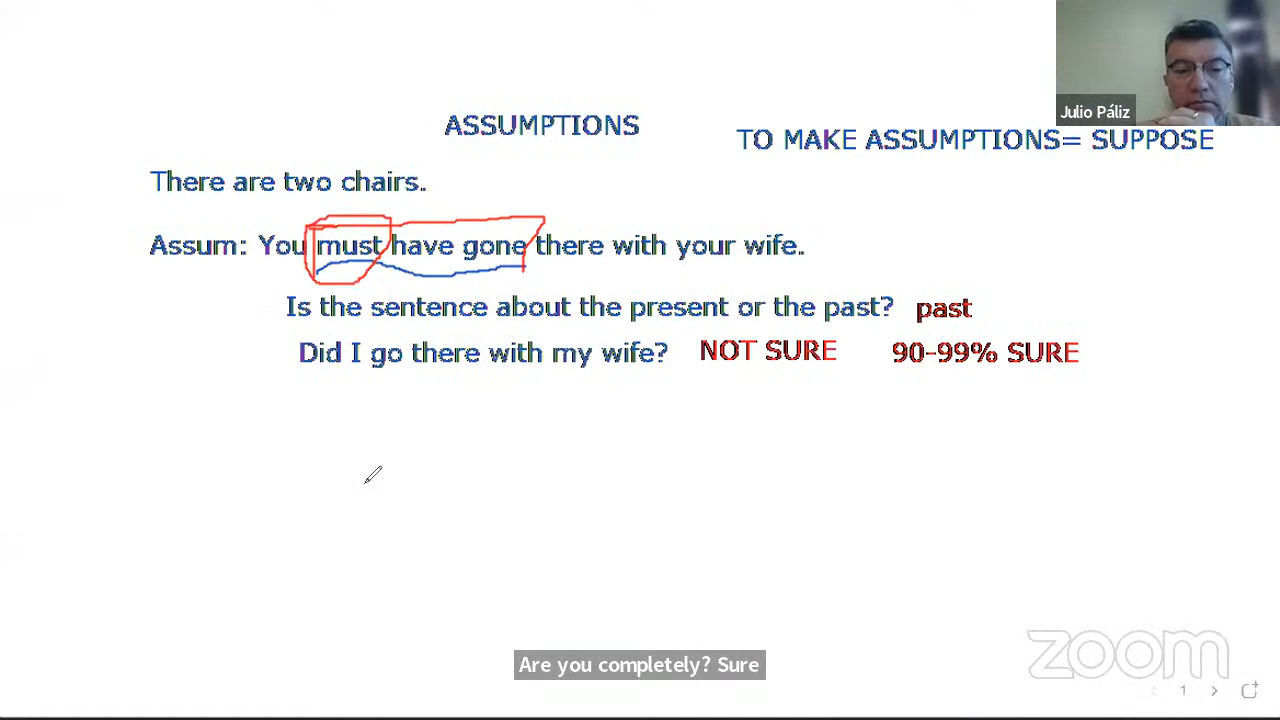 Julio Páliz
ASSUMPTIONS
TO MAKE ASSUMPTIONS= SUPPOSE
There are two chairs.
Assum: You must have gone there with your wife.
Is the sentence about the present or the past? past
Did I go there with my wife? NOT SURE 90-99% SURE
Are you completely? Sure
zoom
1